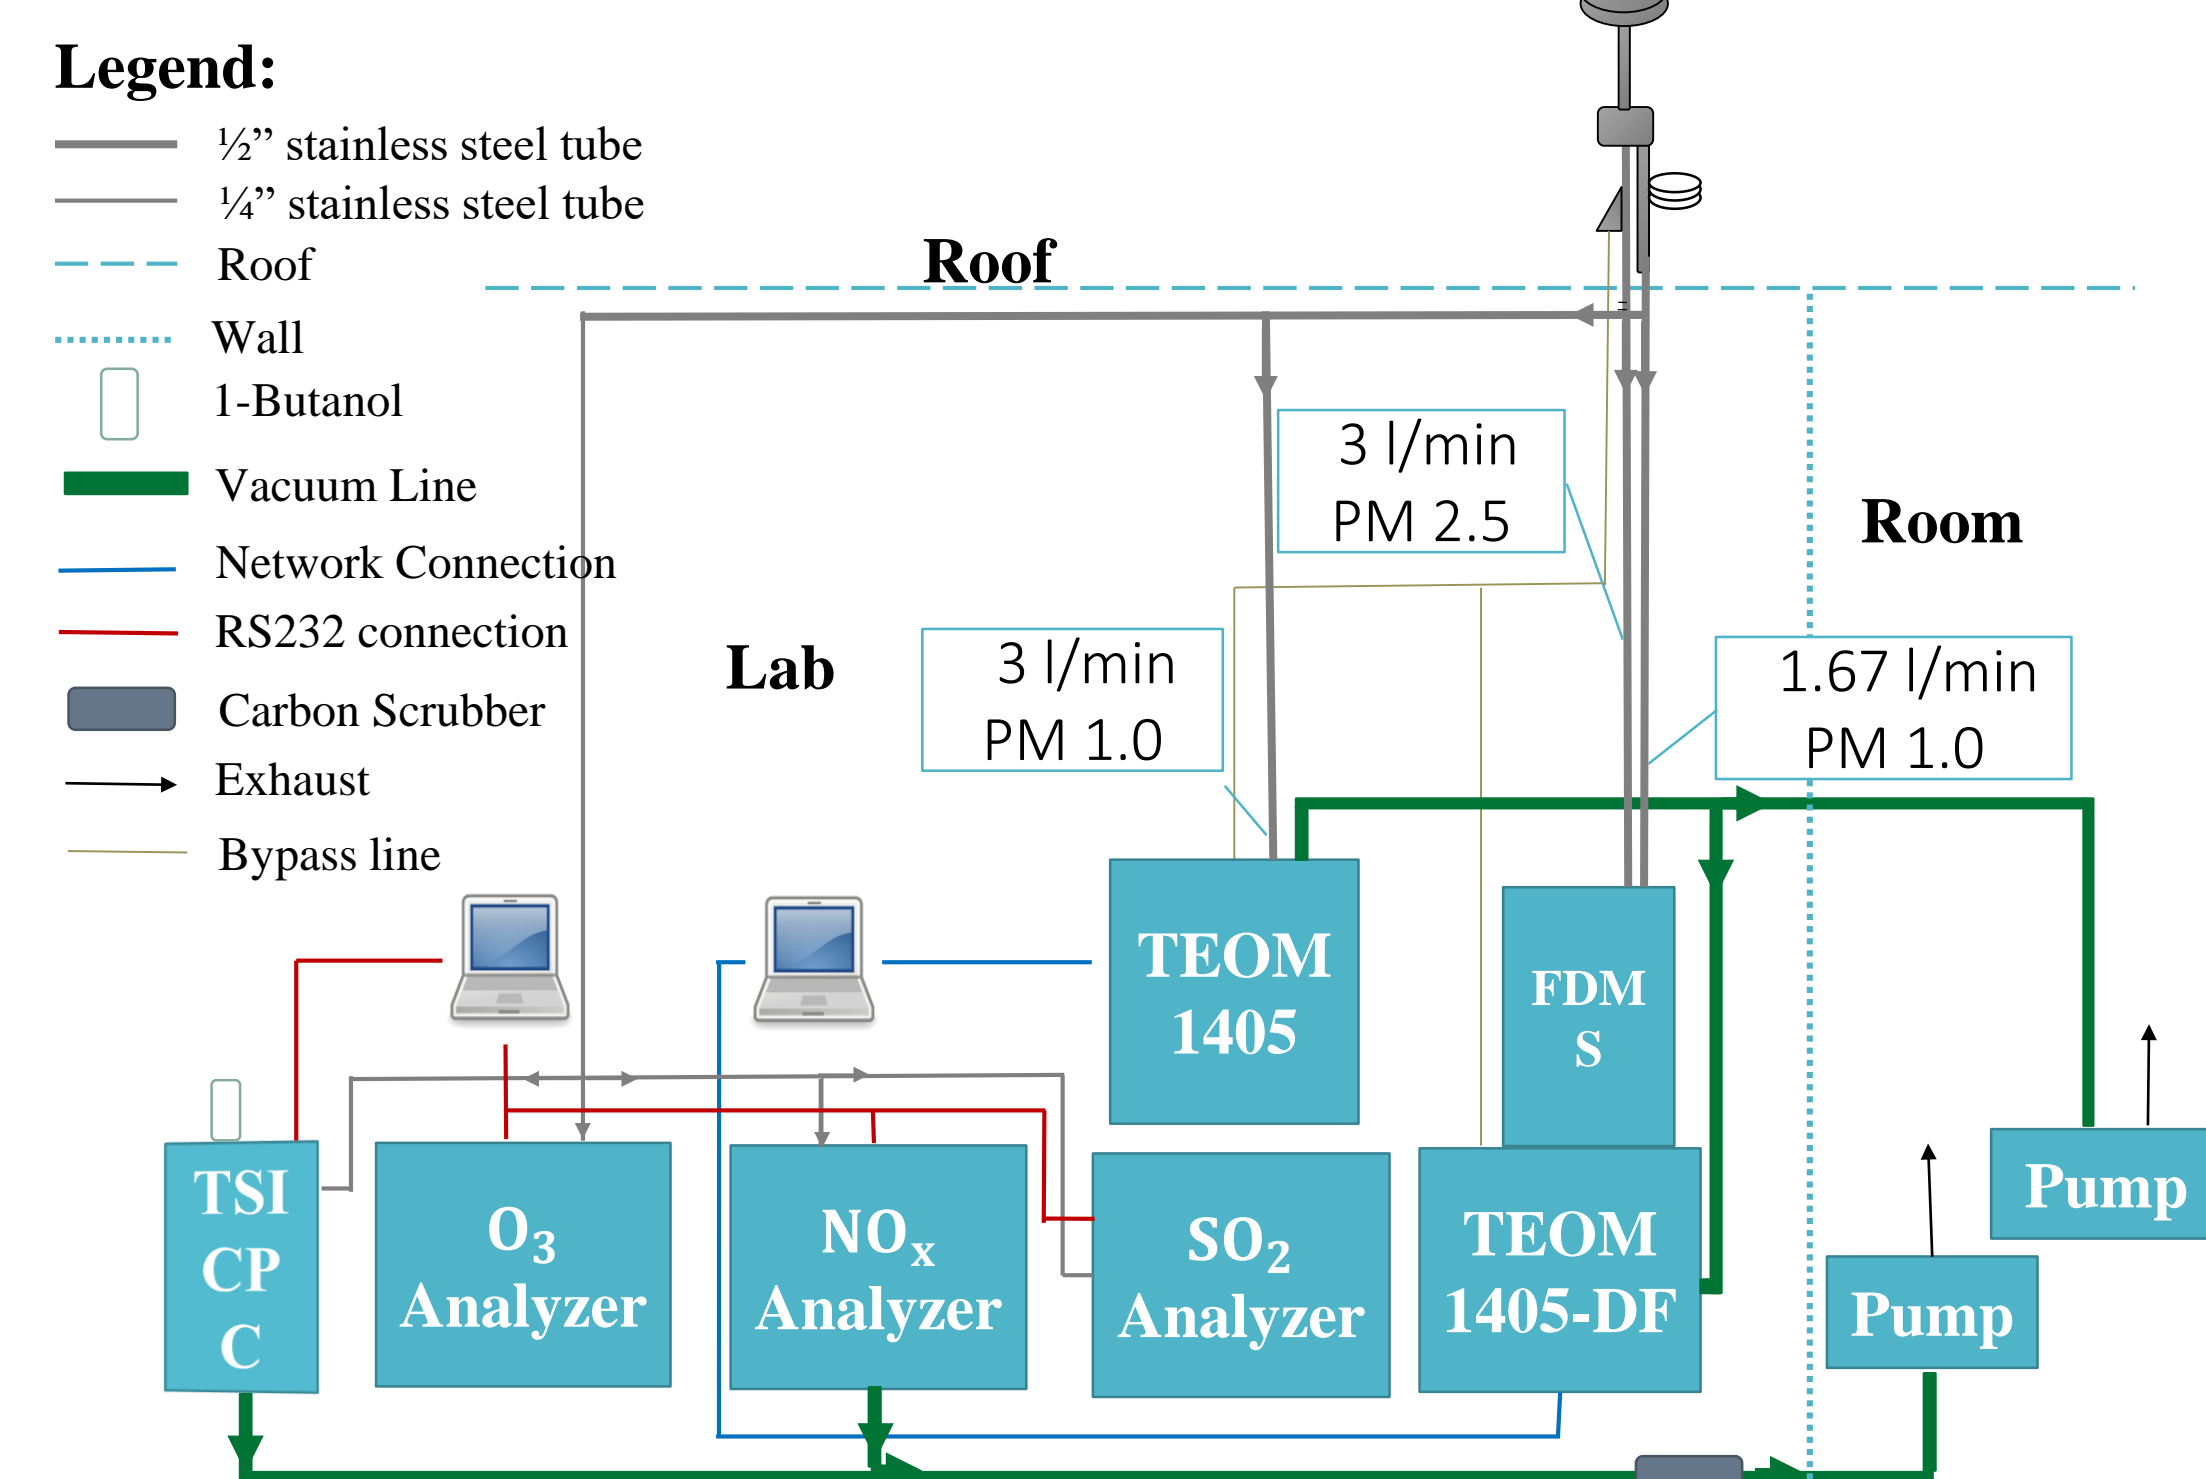 Legend:
½” stainless steel tube
¼” stainless steel tube
Roof
Wall
1-Butanol
Vacuum Line
Network Connection
RS232 connection
Carbon Scrubber
Exhaust
Bypass line
Roof
Lab
Room
3 l/min
PM 2.5
3 l/min
PM 1.0
1.67 l/min
PM 1.0
TEOM
1405
FDM
S
TSI
CP
C
O₃
Analyzer
NOₓ
Analyzer
SO₂
Analyzer
TEOM
1405-DF
Pump
Pump